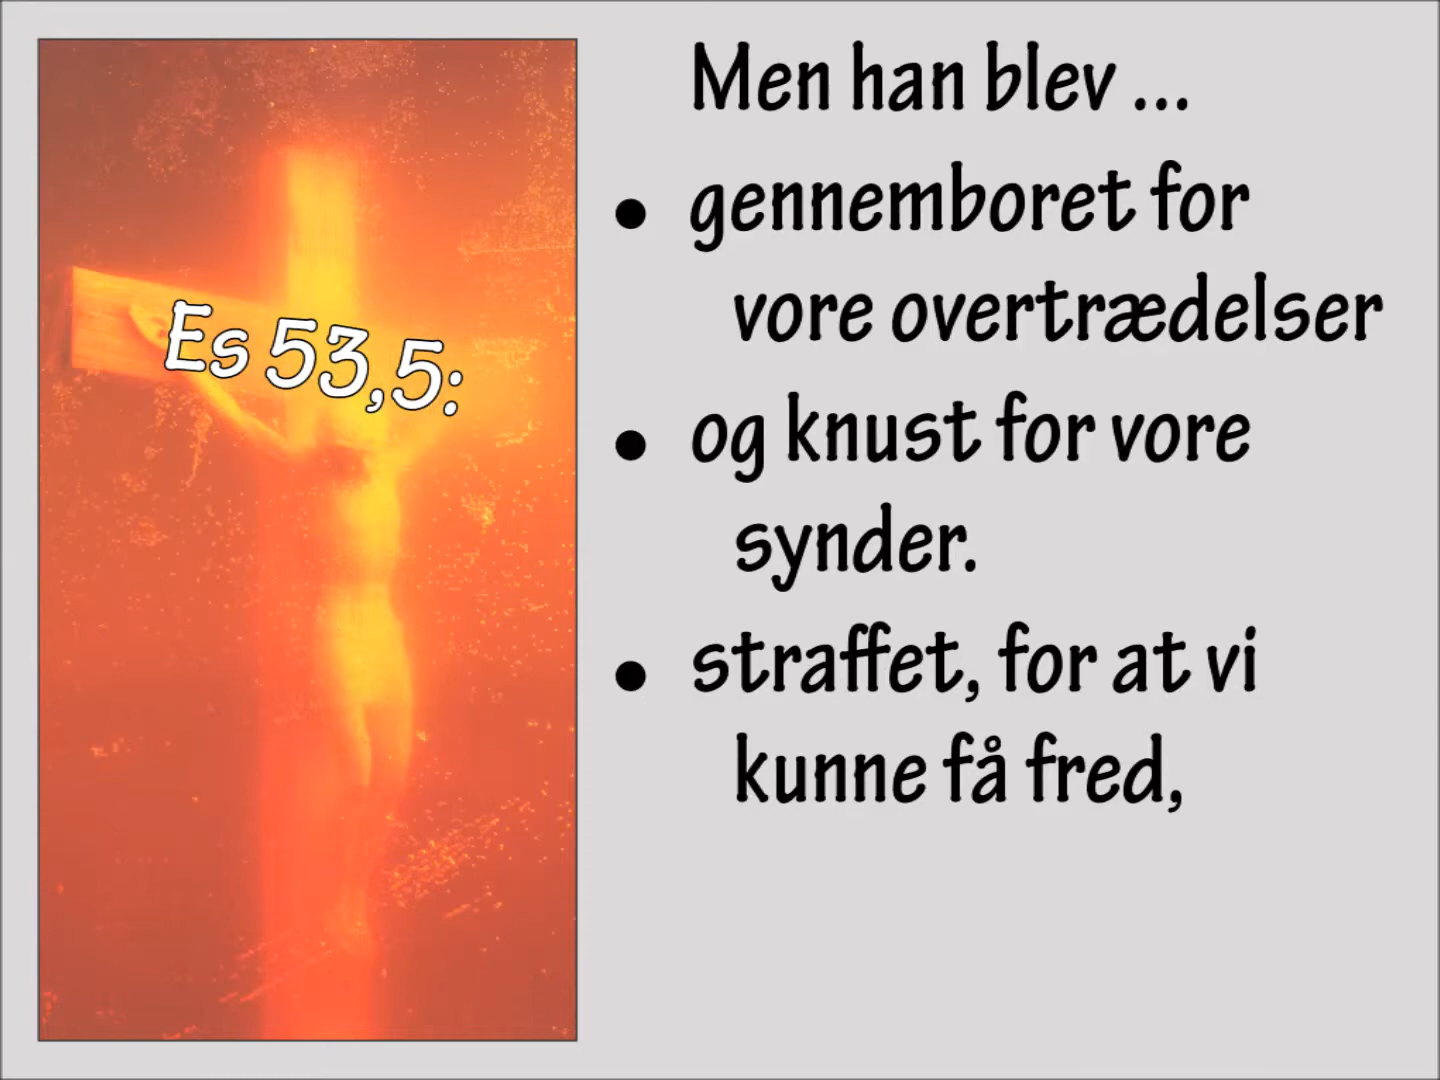 Es 53,5:
Men han blev ...
• gennemboret for
vore overtrædelser
• og knust for vore
synder.
• straffet, for at vi
kunne få fred,